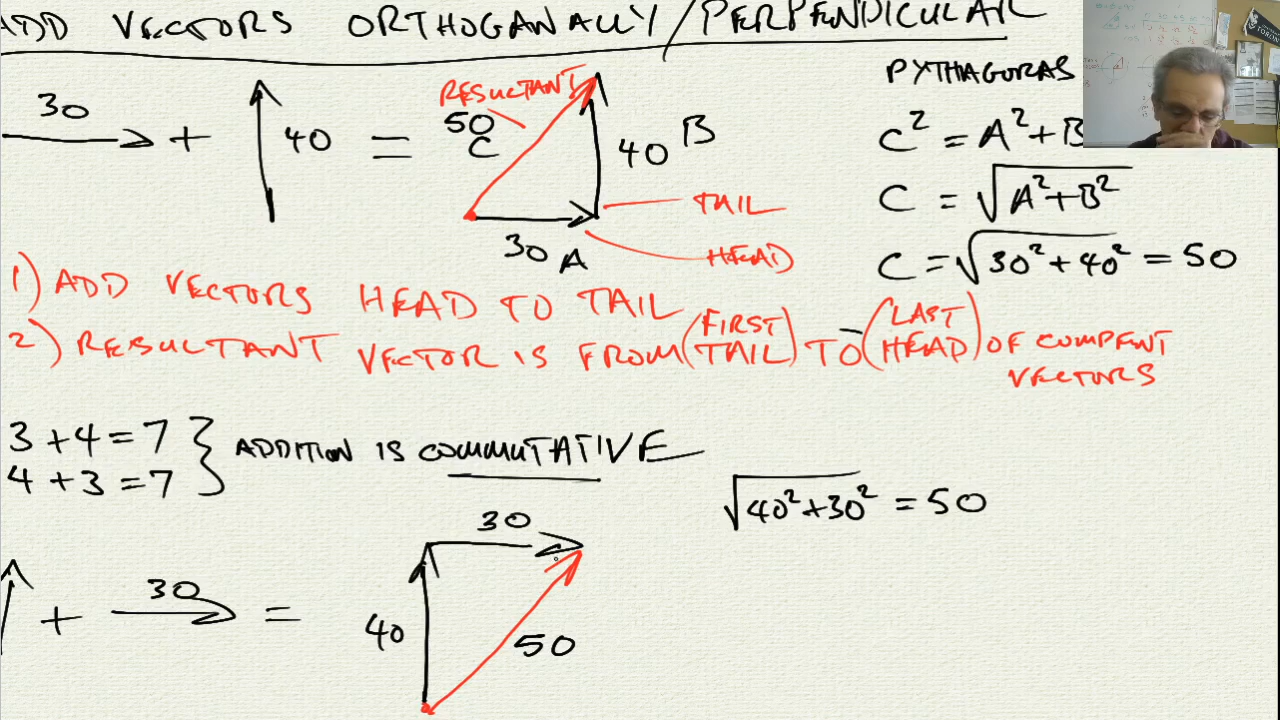 ADD VECTORS ORTHOGANALLY/PERPENDICULAR
30 + 40 = 50 C RESULTANT 40 B
TAIL
30 A HEAD
PYTHAGORAS
C² = A² + B
C = √A² + B²
C = √30² + 40² = 50
1) ADD VECTORS HEAD TO TAIL
2) RESULTANT VECTOR IS FROM (FIRST TAIL) TO (LAST HEAD) OF COMPENT VECTORS
3 + 4 = 7
4 + 3 = 7 } ADDITION IS COMMUTATIVE
√40² + 30² = 50
+ 30 = 40 30 50
TORON